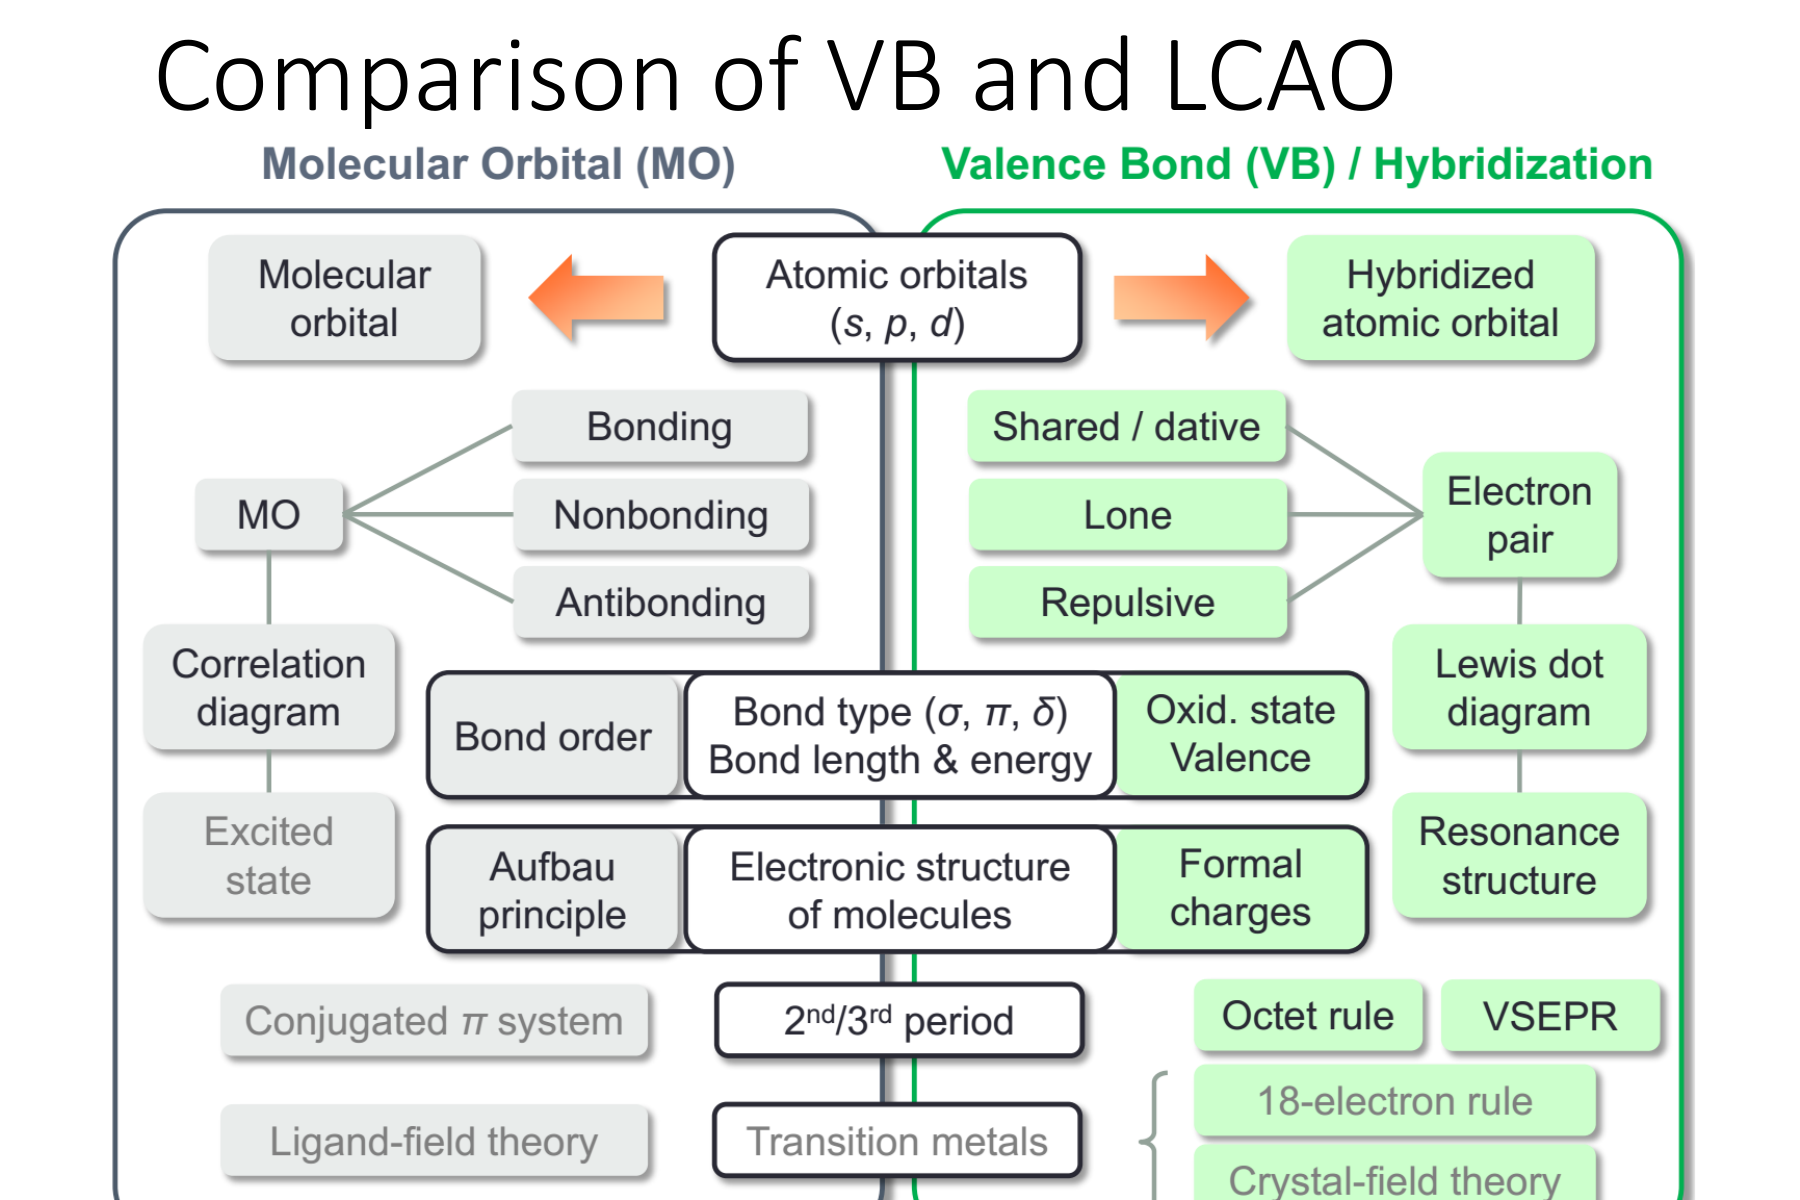 Comparison of VB and LCAO
Molecular Orbital (MO)
Valence Bond (VB) / Hybridization
Molecular
orbital
Atomic orbitals
(s, p, d)
Hybridized
atomic orbital
Bonding
Nonbonding
Antibonding
MO
Shared / dative
Lone
Repulsive
Electron
pair
Correlation
diagram
Bond order
Bond type (σ, π, δ)
Bond length & energy
Oxid. state
Valence
Lewis dot
diagram
Excited
state
Aufbau
principle
Electronic structure
of molecules
Formal
charges
Resonance
structure
Conjugated π system
2nd/3rd period
Octet rule
VSEPR
18-electron rule
Ligand-field theory
Transition metals
Crystal-field theory